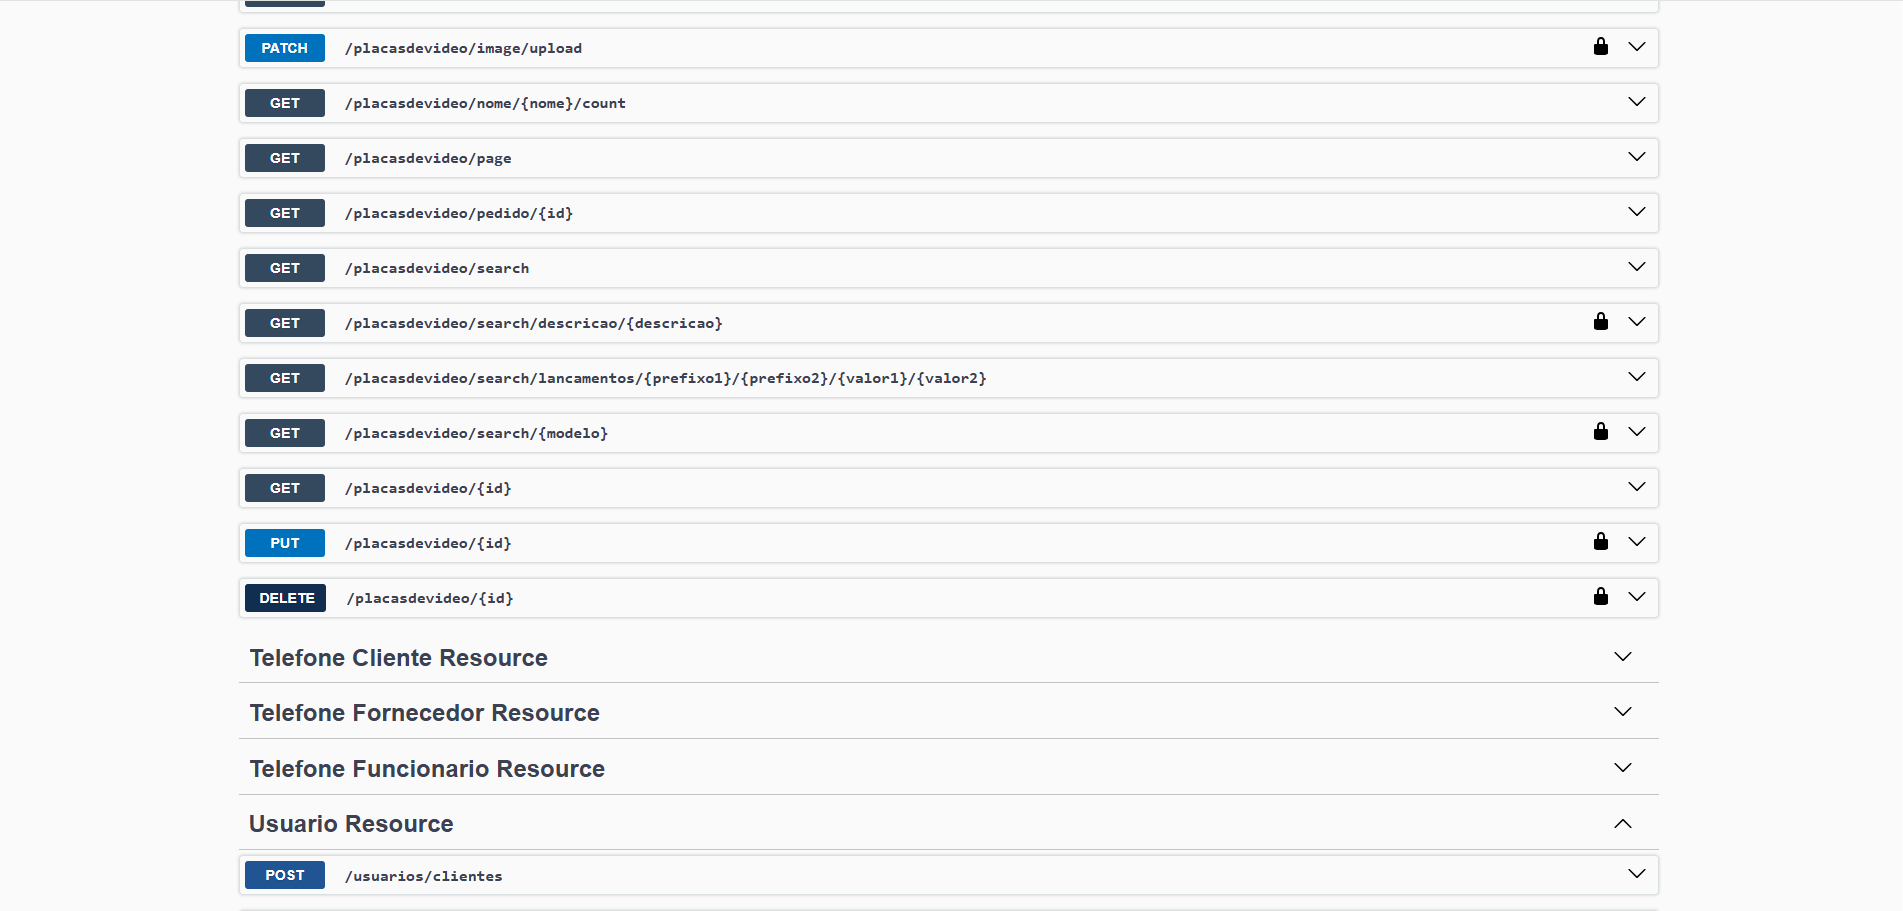 PATCH /placasdevideo/image/upload
GET /placasdevideo/nome/{nome}/count
GET /placasdevideo/page
GET /placasdevideo/pedido/{id}
GET /placasdevideo/search
GET /placasdevideo/search/descricao/{descricao}
GET /placasdevideo/search/lancamentos/{prefixo1}/{prefixo2}/{valor1}/{valor2}
GET /placasdevideo/search/{modelo}
GET /placasdevideo/{id}
PUT /placasdevideo/{id}
DELETE /placasdevideo/{id}
Telefone Cliente Resource
Telefone Fornecedor Resource
Telefone Funcionario Resource
Usuario Resource
POST /usuarios/clientes